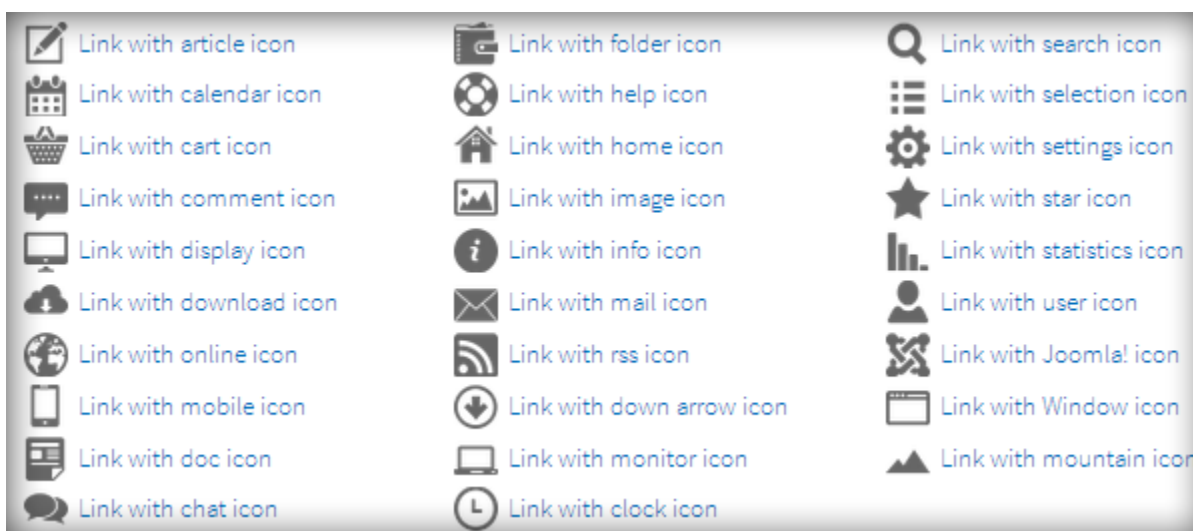 Link with article icon
Link with calendar icon
Link with cart icon
Link with comment icon
Link with display icon
Link with download icon
Link with online icon
Link with mobile icon
Link with doc icon
Link with chat icon
Link with folder icon
Link with help icon
Link with home icon
Link with image icon
Link with info icon
Link with mail icon
Link with rss icon
Link with down arrow icon
Link with monitor icon
Link with clock icon
Link with search icon
Link with selection icon
Link with settings icon
Link with star icon
Link with statistics icon
Link with user icon
Link with Joomla! icon
Link with Window icon
Link with mountain icon